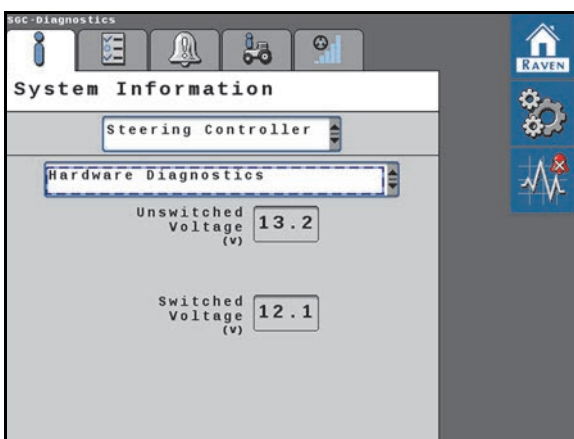 SGC-Diagnostics
RAVEN
System Information
Steering Controller
Hardware Diagnostics
Unswitched
Voltage
(V)
13.2
Switched
Voltage
(V)
12.1